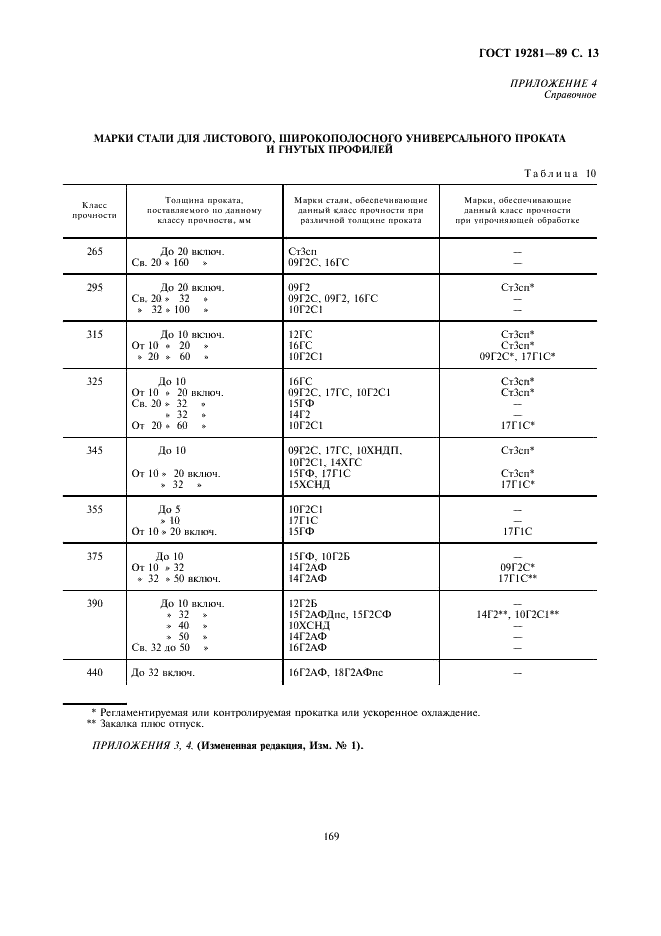 ГОСТ 19281—89 С. 13
ПРИЛОЖЕНИЕ 4
Справочное
МАРКИ СТАЛИ ДЛЯ ЛИСТОВОГО, ШИРОКОПОЛОСНОГО УНИВЕРСАЛЬНОГО ПРОКАТА
И ГНУТЫХ ПРОФИЛЕЙ
Таблица 10
Класс прочности | Толщина проката, поставляемого по данному классу прочности, мм | Марки стали, обеспечивающие данный класс прочности при различной толщине проката | Марки, обеспечивающие данный класс прочности при упрочняющей обработке
265 До 20 включ. Ст3сп —
Св. 20 » 160 » 09Г2С, 16ГС —
295 До 20 включ. 09Г2 Ст3сп*
Св. 20 » 32 » 09Г2С, 09Г2, 16ГС —
» 32 » 100 » 10Г2С1 —
315 До 10 включ. 12ГС Ст3сп*
От 10 » 20 » 16ГС Ст3сп*
» 20 » 60 » 10Г2С1 09Г2С*, 17Г1С*
325 До 10 16ГС Ст3сп*
От 10 » 20 включ. 09Г2С, 17ГС, 10Г2С1 Ст3сп*
Св. 20 » 32 » 15ГФ —
» 32 » 14Г2 —
От 20 » 60 » 10Г2С1 17Г1С*
345 До 10 09Г2С, 17ГС, 10ХНДП, Ст3сп*
10Г2С1, 14ХГС
От 10 » 20 включ. 15ГФ, 17Г1С Ст3сп*
» 32 » 15ХСНД 17Г1С*
355 До 5 10Г2С1 —
» 10 17Г1С —
От 10 » 20 включ. 15ГФ 17Г1С
375 До 10 15ГФ, 10Г2Б —
От 10 » 32 14Г2АФ 09Г2С*
» 32 » 50 включ. 14Г2АФ 17Г1С**
390 До 10 включ. 12Г2Б —
» 32 » 15Г2АФДпс, 15Г2СФ 14Г2**, 10Г2С1**
» 40 » 10ХСНД —
» 50 » 14Г2АФ —
Св. 32 до 50 » 16Г2АФ —
440 До 32 включ. 16Г2АФ, 18Г2АФпс —
* Регламентируемая или контролируемая прокатка или ускоренное охлаждение.
** Закалка плюс отпуск.
ПРИЛОЖЕНИЯ 3, 4. (Измененная редакция, Изм. № 1).
169